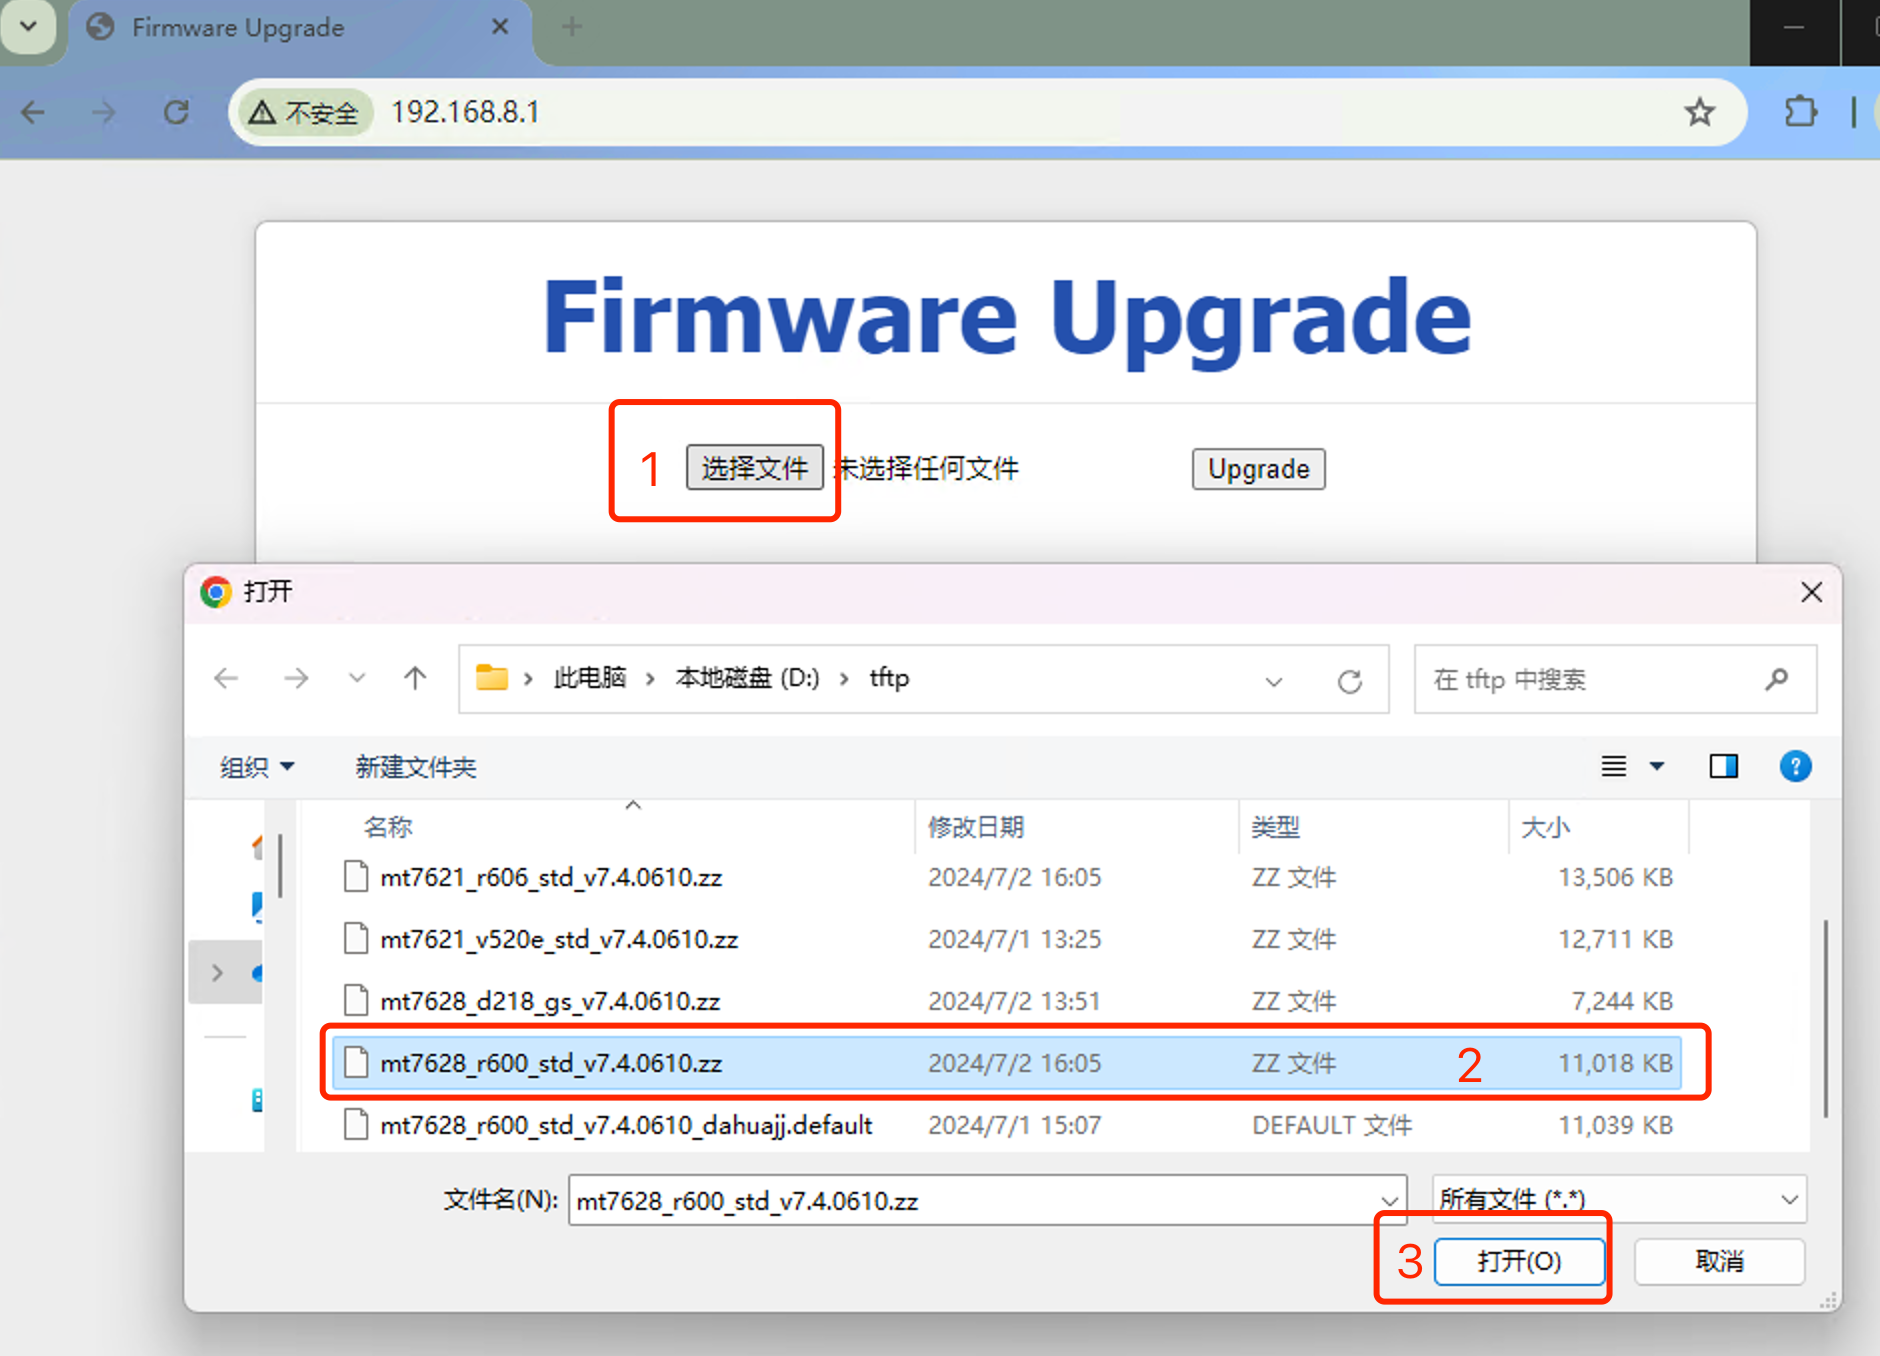 Firmware Upgrade
不安全 192.168.8.1
Firmware Upgrade
1 选择文件 未选择任何文件 Upgrade
打开
此电脑 本地磁盘 (D:) tftp 在 tftp 中搜索
组织 新建文件夹 ?
名称 修改日期 类型 大小
mt7621_r606_std_v7.4.0610.zz 2024/7/2 16:05 ZZ 文件 13,506 KB
mt7621_v520e_std_v7.4.0610.zz 2024/7/1 13:25 ZZ 文件 12,711 KB
mt7628_d218_gs_v7.4.0610.zz 2024/7/2 13:51 ZZ 文件 7,244 KB
mt7628_r600_std_v7.4.0610.zz 2024/7/2 16:05 ZZ 文件 2 11,018 KB
mt7628_r600_std_v7.4.0610_dahuajj.default 2024/7/1 15:07 DEFAULT 文件 11,039 KB
文件名(N): mt7628_r600_std_v7.4.0610.zz 所有文件 (*.*)
3 打开(O) 取消